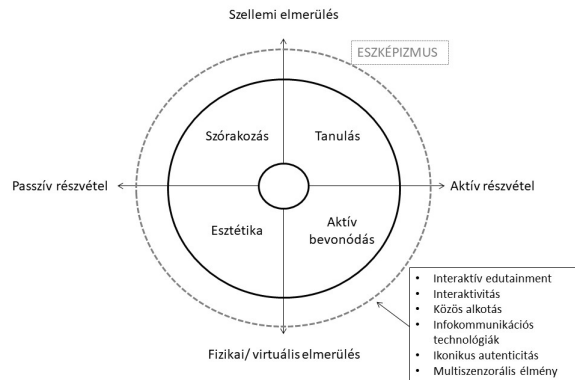 Szellemi elmerülés
ESZKÉPIZMUS
Szórakozás
Tanulás
Passzív részvétel
Aktív részvétel
Esztétika
Aktív
bevonódás
• Interaktív edutainment
• Interaktivitás
• Közös alkotás
• Infokommunikációs
technológiák
• Ikonikus autenticitás
• Multiszenzorális élmény
Fizikai/ virtuális elmerülés